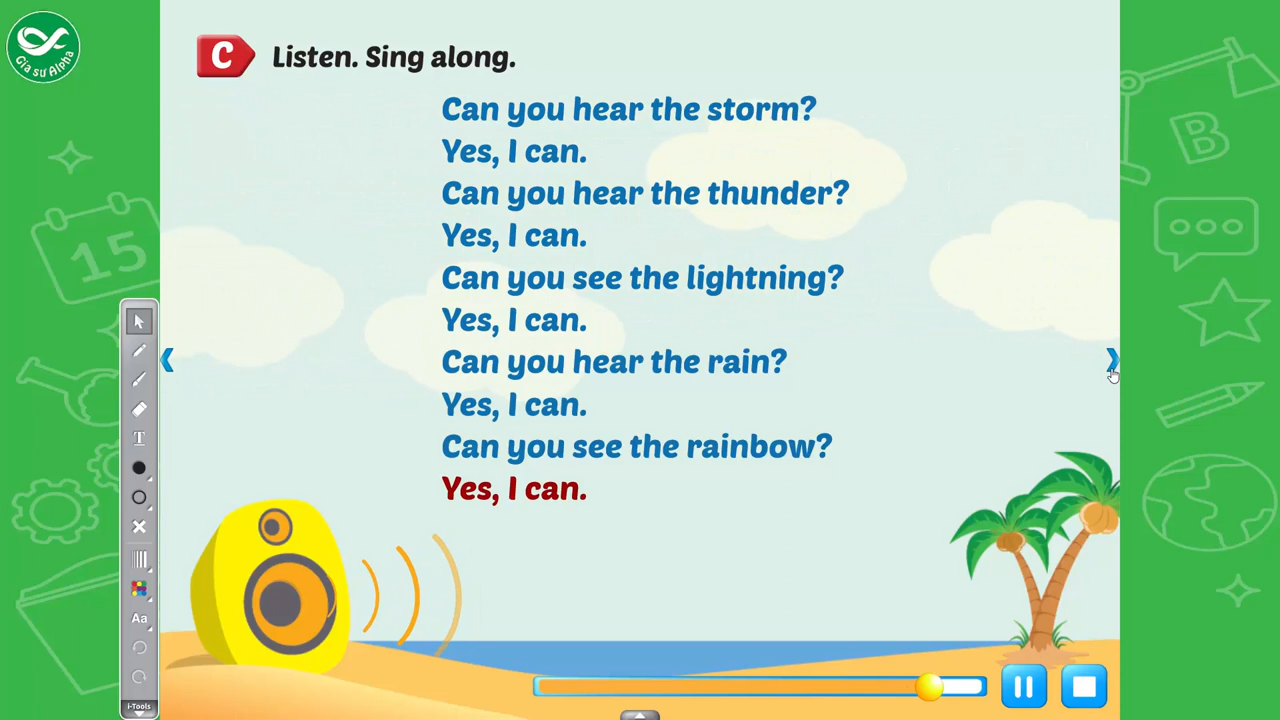 Gia sư Alpha
C Listen. Sing along.
Can you hear the storm?
Yes, I can.
Can you hear the thunder?
Yes, I can.
Can you see the lightning?
Yes, I can.
Can you hear the rain?
Yes, I can.
Can you see the rainbow?
Yes, I can.
B
15
T
Aa
i-Tools